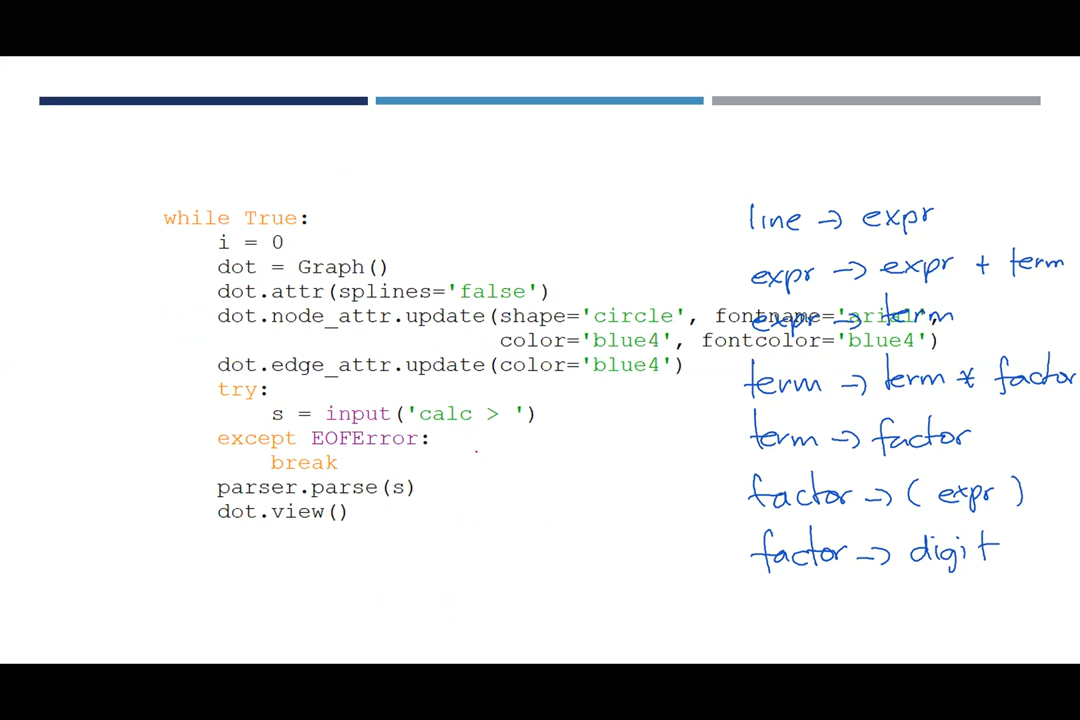 while True:
    i = 0
    dot = Graph()
    dot.attr(splines='false')
    dot.node_attr.update(shape='circle', fontname='arial',
                         color='blue4', fontcolor='blue4')
    dot.edge_attr.update(color='blue4')
    try:
        s = input('calc > ')
    except EOFError:
        break
    parser.parse(s)
    dot.view()
line -> expr
expr -> expr + term
expr -> term
term -> term * factor
term -> factor
factor -> ( expr )
factor -> digit